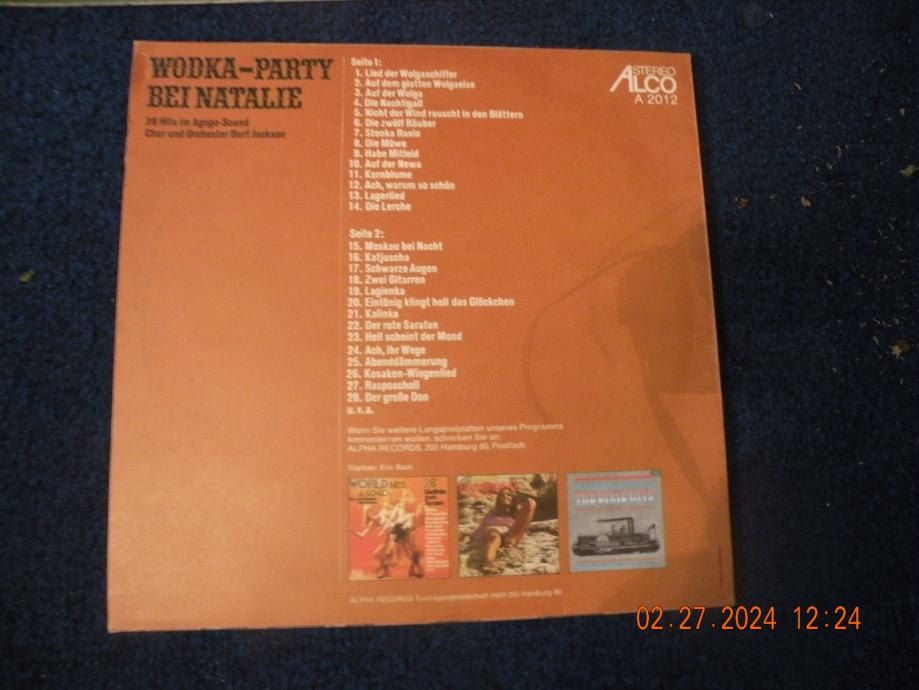 WODKA-PARTY
BEI NATALIE
28 Hits im Agogo-Sound
Chor und Orchester Burt Jackson
Seite 1:
1. Lied der Wolgaschiffer
2. Auf dem glatten Wolgaeise
3. Auf der Wolga
4. Die Nachtigall
5. Nicht der Wind rauscht in den Blättern
6. Die zwölf Räuber
7. Stenka Rasin
8. Die Möwe
9. Habe Mitleid
10. Auf der Newa
11. Kornblume
12. Ach, warum so schön
13. Lagerlied
14. Die Lerche
Seite 2:
15. Moskau bei Nacht
16. Katjuscha
17. Schwarze Augen
18. Zwei Gitarren
19. Lagienka
20. Eintönig klingt hell das Glöckchen
21. Kalinka
22. Der rote Sarafan
23. Hell scheint der Mond
24. Ach, ihr Wege
25. Abenddämmerung
26. Kosaken-Wiegenlied
27. Rasposcholl
28. Der große Don
u.v.a.
Wenn Sie weitere Langspielplatten unseres Programms
kennenlernen wollen, schreiben Sie an:
ALPHA RECORDS, 205 Hamburg 80, Postfach
Titelfoto: Eric Bach
STEREO
ALCO
A 2012
WORLD HITS
A GOGO
THE DIXIE HITS
ALPHA RECORDS Tonträgergesellschaft mbH 205 Hamburg 80
02.27.2024 12:24